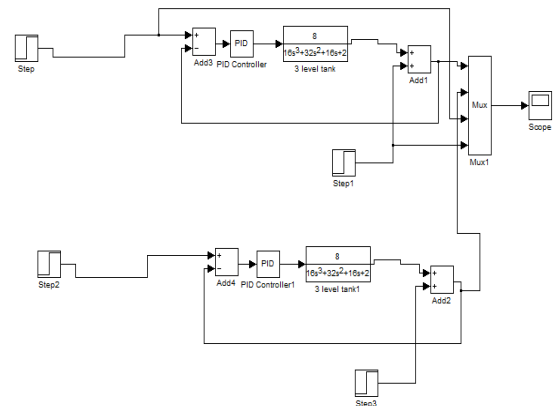 Step
+
−
Add3
PID
PID Controller
8
16s³+32s²+16s+2
3 level tank
+
+
Add1
Step1
Mux
Mux1
Scope
Step2
+
−
Add4
PID
PID Controller1
8
16s³+32s²+16s+2
3 level tank1
+
+
Add2
Step3